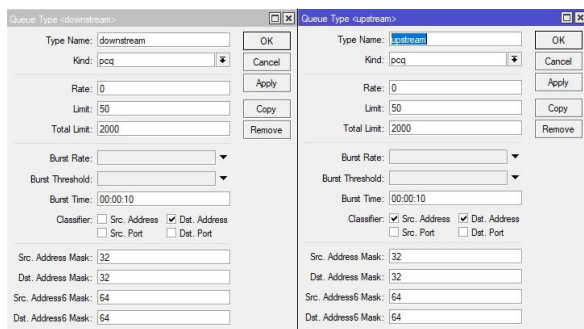 Queue Type <downstream>
Type Name: downstream
OK
Kind: pcq
Cancel
Rate: 0
Apply
Limit: 50
Copy
Total Limit: 2000
Remove
Burst Rate:
Burst Threshold:
Burst Time: 00:00:10
Classifier: Src. Address Dst. Address
Src. Port Dst. Port
Src. Address Mask: 32
Dst. Address Mask: 32
Src. Address6 Mask: 64
Dst. Address6 Mask: 64
Queue Type <upstream>
Type Name: upstream
OK
Kind: pcq
Cancel
Rate: 0
Apply
Limit: 50
Copy
Total Limit: 2000
Remove
Burst Rate:
Burst Threshold:
Burst Time: 00:00:10
Classifier: Src. Address Dst. Address
Src. Port Dst. Port
Src. Address Mask: 32
Dst. Address Mask: 32
Src. Address6 Mask: 64
Dst. Address6 Mask: 64